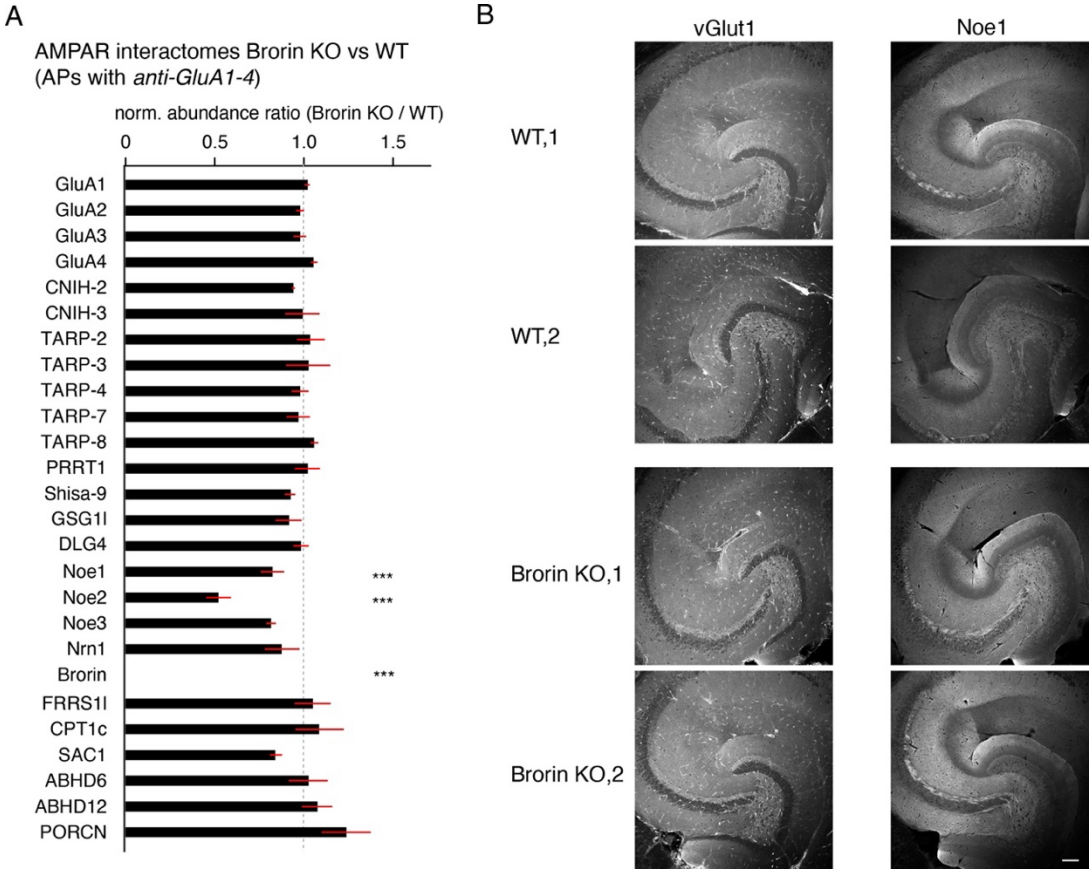 A
AMPAR interactomes Brorin KO vs WT
(APs with anti-GluA1-4)
norm. abundance ratio (Brorin KO / WT)
0 0.5 1.0 1.5
GluA1
GluA2
GluA3
GluA4
CNIH-2
CNIH-3
TARP-2
TARP-3
TARP-4
TARP-7
TARP-8
PRRT1
Shisa-9
GSG1l
DLG4
Noe1 ***
Noe2 ***
Noe3
Nrn1
Brorin ***
FRRS1l
CPT1c
SAC1
ABHD6
ABHD12
PORCN
B
vGlut1 Noe1
WT,1
WT,2
Brorin KO,1
Brorin KO,2